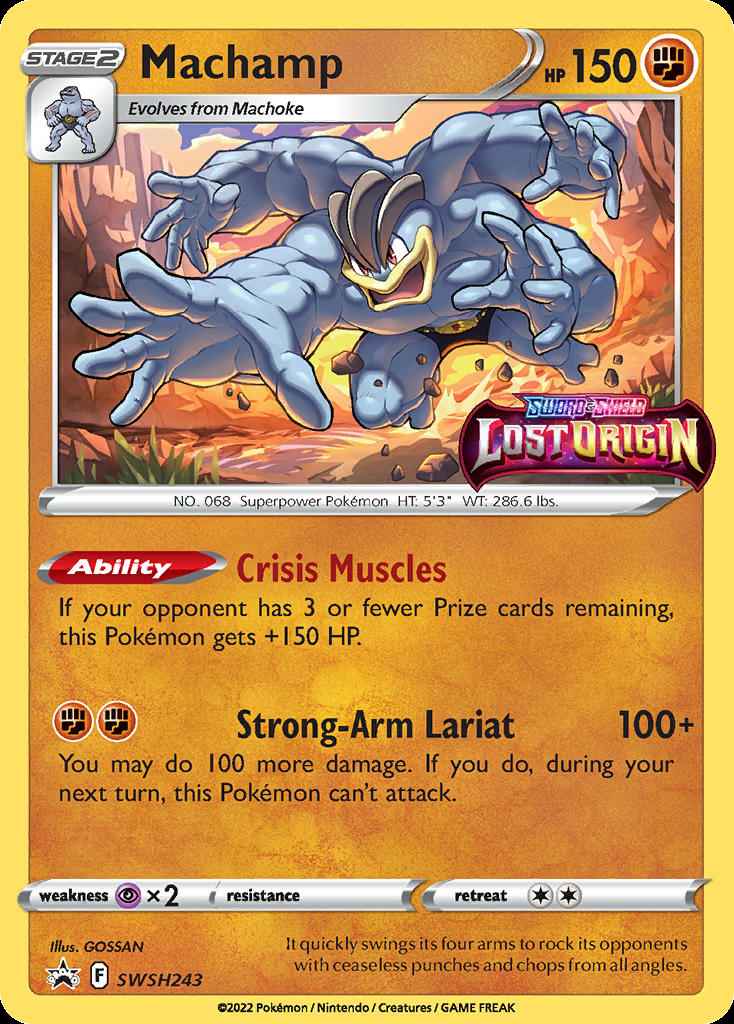 STAGE 2 Machamp HP 150
Evolves from Machoke
SWORD & SHIELD
LOST ORIGIN
NO. 068 Superpower Pokémon HT: 5'3" WT: 286.6 lbs.
Ability Crisis Muscles
If your opponent has 3 or fewer Prize cards remaining,
this Pokémon gets +150 HP.
Strong-Arm Lariat 100+
You may do 100 more damage. If you do, during your
next turn, this Pokémon can't attack.
weakness ×2 resistance retreat
Illus. GOSSAN
It quickly swings its four arms to rock its opponents
with ceaseless punches and chops from all angles.
F SWSH243
©2022 Pokémon / Nintendo / Creatures / GAME FREAK